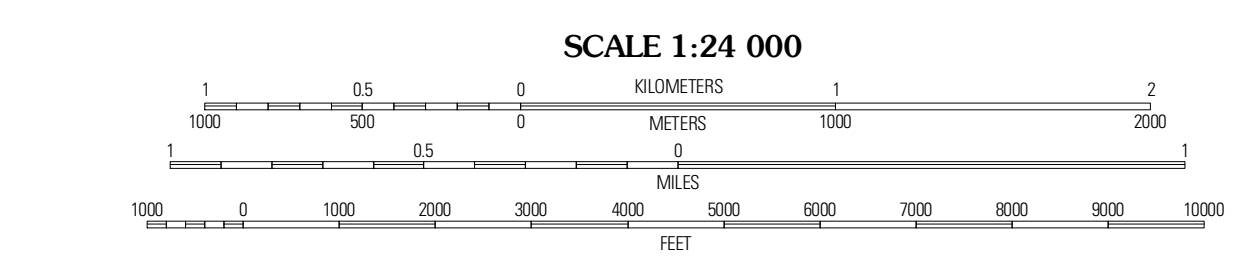 SCALE 1:24 000
1 0.5 0 KILOMETERS 1 2
1000 500 0 METERS 1000 2000
1 0.5 0 1
MILES
1000 0 1000 2000 3000 4000 5000 6000 7000 8000 9000 10000
FEET